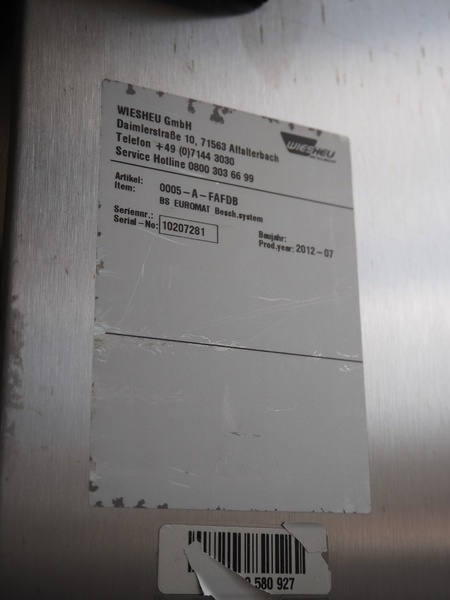 WIESHEU GmbH
Daimlerstraße 10, 71563 Affalterbach
Telefon +49 (0)7144 3030
Service Hotline 0800 303 66 99
WIESHEU
Artikel:
Item: 0005-A-FAFDB
BS EUROMAT Besch.system
Seriennr.:
Serial-No: 10207281
Baujahr:
Prod.year: 2012-07
580 927